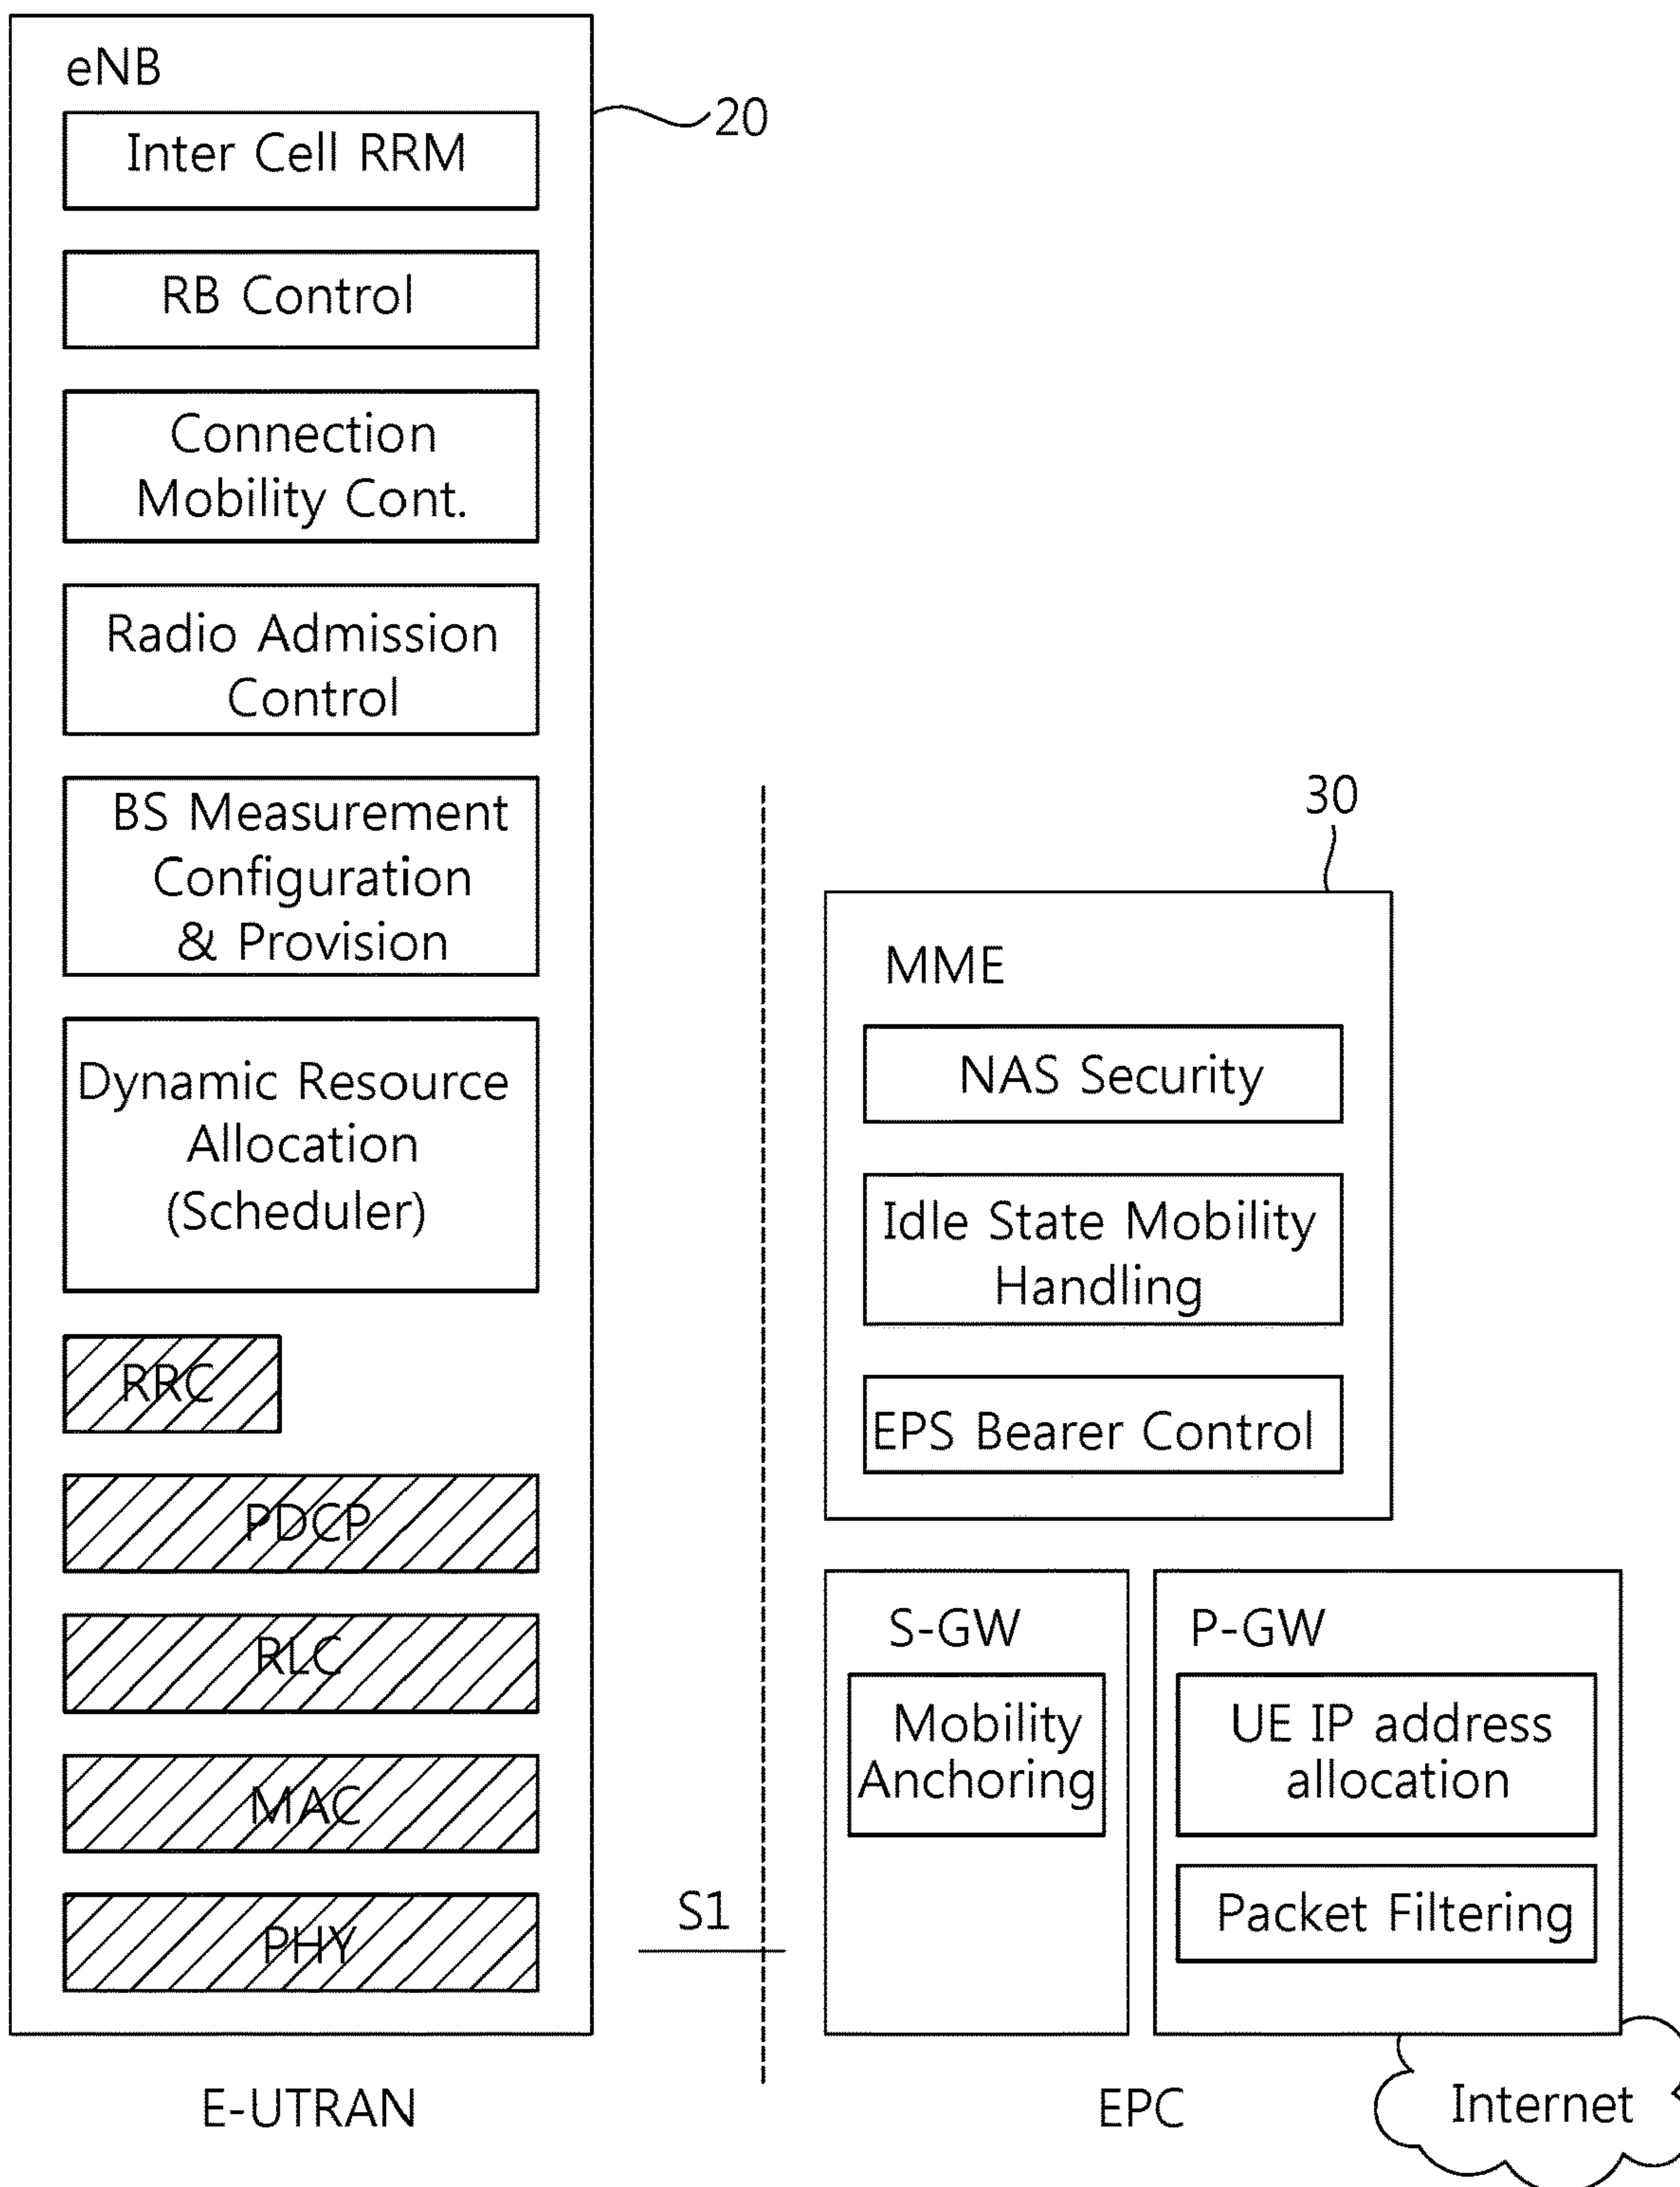 eNB
20
Inter Cell RRM
RB Control
Connection
Mobility Cont.
Radio Admission
Control
BS Measurement
Configuration
& Provision
Dynamic Resource
Allocation
(Scheduler)
RRC
PDCP
RLC
MAC
PHY
E-UTRAN
S1
30
MME
NAS Security
Idle State Mobility
Handling
EPS Bearer Control
S-GW
Mobility
Anchoring
P-GW
UE IP address
allocation
Packet Filtering
EPC
Internet